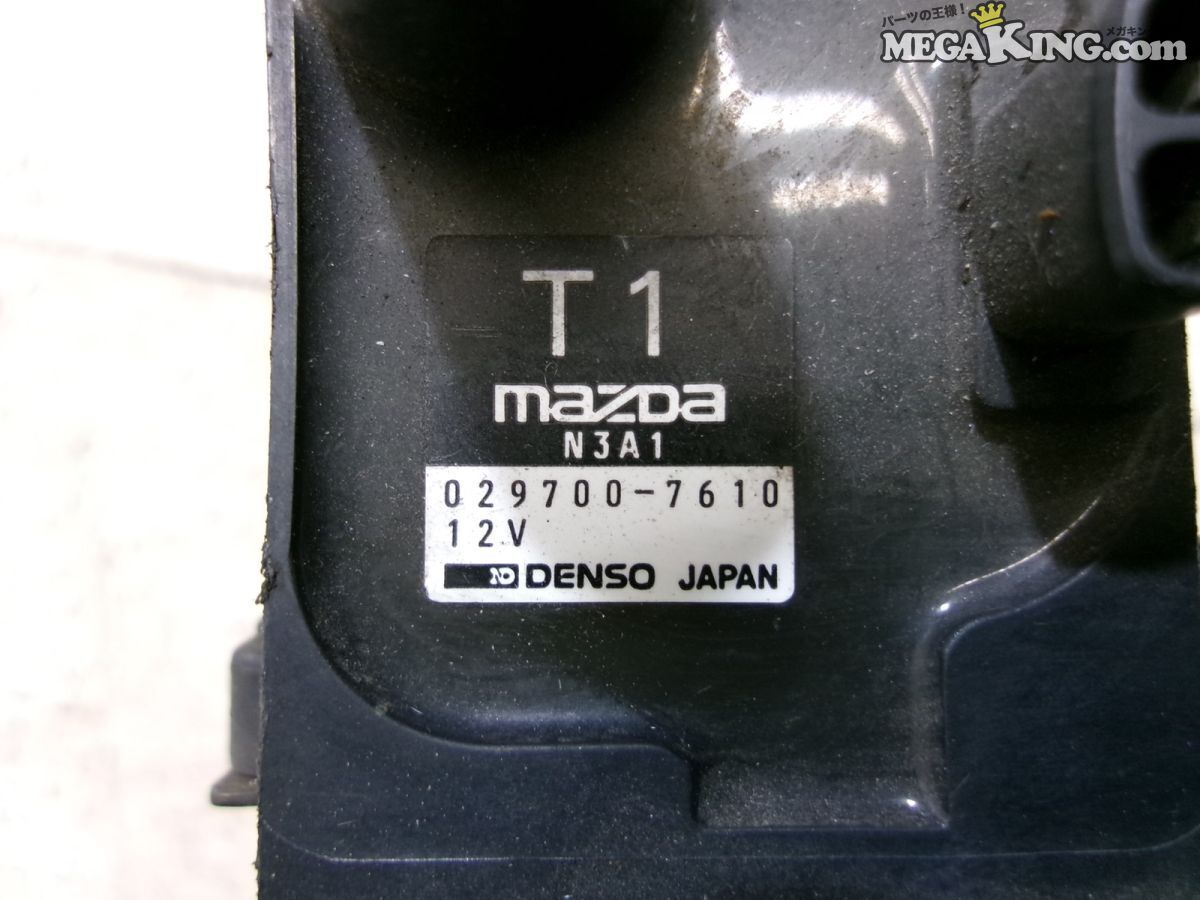 パーツの王様！
メガキング
MEGAKING.com
T1
mazda
N3A1
029700-7610
12V
ND DENSO JAPAN